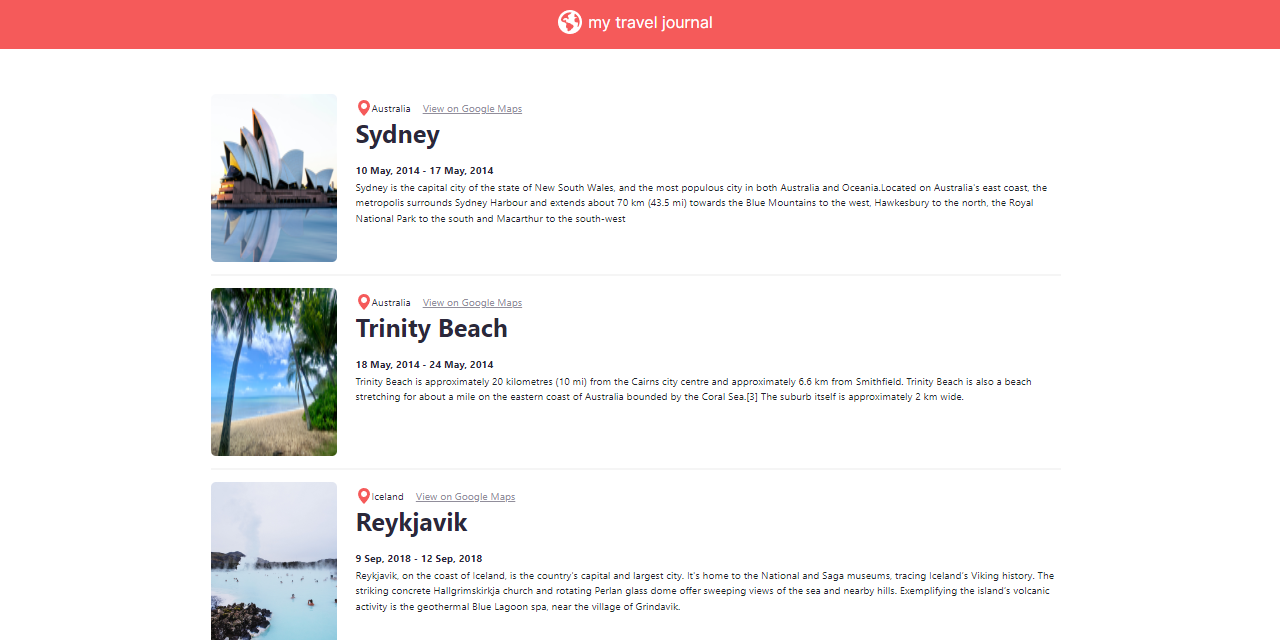 my travel journal
Australia View on Google Maps
Sydney
10 May, 2014 - 17 May, 2014
Sydney is the capital city of the state of New South Wales, and the most populous city in both Australia and Oceania.Located on Australia's east coast, the
metropolis surrounds Sydney Harbour and extends about 70 km (43.5 mi) towards the Blue Mountains to the west, Hawkesbury to the north, the Royal
National Park to the south and Macarthur to the south-west
Australia View on Google Maps
Trinity Beach
18 May, 2014 - 24 May, 2014
Trinity Beach is approximately 20 kilometres (10 mi) from the Cairns city centre and approximately 6.6 km from Smithfield. Trinity Beach is also a beach
stretching for about a mile on the eastern coast of Australia bounded by the Coral Sea.[3] The suburb itself is approximately 2 km wide.
Iceland View on Google Maps
Reykjavik
9 Sep, 2018 - 12 Sep, 2018
Reykjavik, on the coast of Iceland, is the country's capital and largest city. It's home to the National and Saga museums, tracing Iceland's Viking history. The
striking concrete Hallgrimskirkja church and rotating Perlan glass dome offer sweeping views of the sea and nearby hills. Exemplifying the island's volcanic
activity is the geothermal Blue Lagoon spa, near the village of Grindavik.